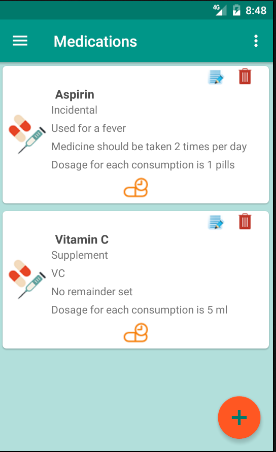 4G 8:48
Medications
Aspirin
Incidental
Used for a fever
Medicine should be taken 2 times per day
Dosage for each consumption is 1 pills
Vitamin C
Supplement
VC
No remainder set
Dosage for each consumption is 5 ml